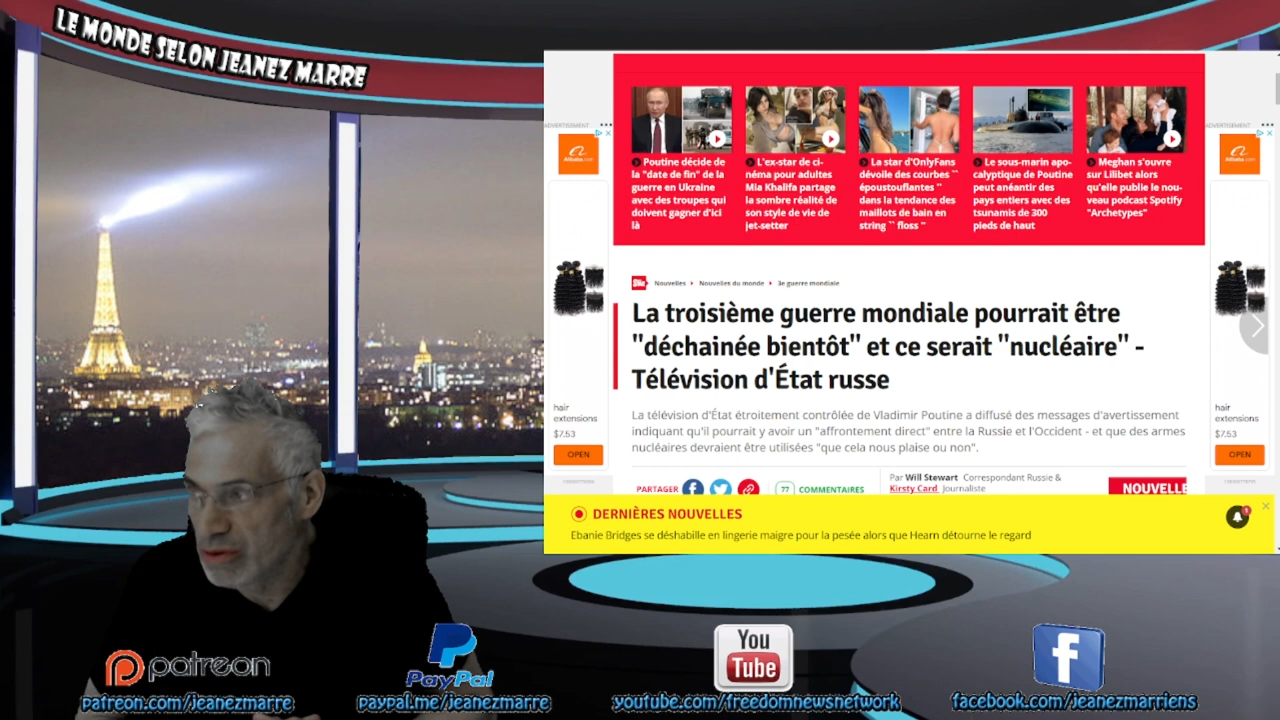 LE MONDE SELON JEANEZ MARRE
ADVERTISEMENT
Alibaba.com
hair
extensions
$7.53
OPEN
Poutine décide de
la "date de fin" de la
guerre en Ukraine
avec des troupes qui
doivent gagner d'ici
là
L'ex-star de ci-
néma pour adultes
Mia Khalifa partage
la sombre réalité de
son style de vie de
jet-setter
La star d'OnlyFans
dévoile des courbes ``
époustouflantes ''
dans la tendance des
maillots de bain en
string `` floss ''
Le sous-marin apo-
calyptique de Poutine
peut anéantir des
pays entiers avec des
tsunamis de 300
pieds de haut
Meghan s'ouvre
sur Lilibet alors
qu'elle publie le nou-
veau podcast Spotify
"Archetypes"
ADVERTISEMENT
Alibaba.com
hair
extensions
$7.53
OPEN
Nouvelles Nouvelles du monde 3e guerre mondiale
La troisième guerre mondiale pourrait être
"déchainée bientôt" et ce serait "nucléaire" -
Télévision d'État russe
La télévision d'État étroitement contrôlée de Vladimir Poutine a diffusé des messages d'avertissement
indiquant qu'il pourrait y avoir un "affrontement direct" entre la Russie et l'Occident - et que des armes
nucléaires devraient être utilisées "que cela nous plaise ou non".
PARTAGER
77 COMMENTAIRES
Par Will Stewart Correspondant Russie &
Kirsty Card Journaliste
NOUVELLE
DERNIÈRES NOUVELLES
Ebanie Bridges se déshabille en lingerie maigre pour la pesée alors que Hearn détourne le regard
patreon
patreon.com/jeanezmarre
PayPal
paypal.me/jeanezmarre
You
Tube
youtube.com/freedomnewsnetwork
f
facebook.com/jeanezmarriens